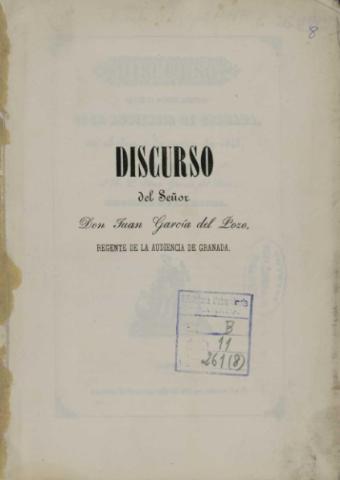 8
DISCURSO
del Señor
Don Juan García del Pozo,
REGENTE DE LA AUDIENCIA DE GRANADA.
B
11
261 (8)